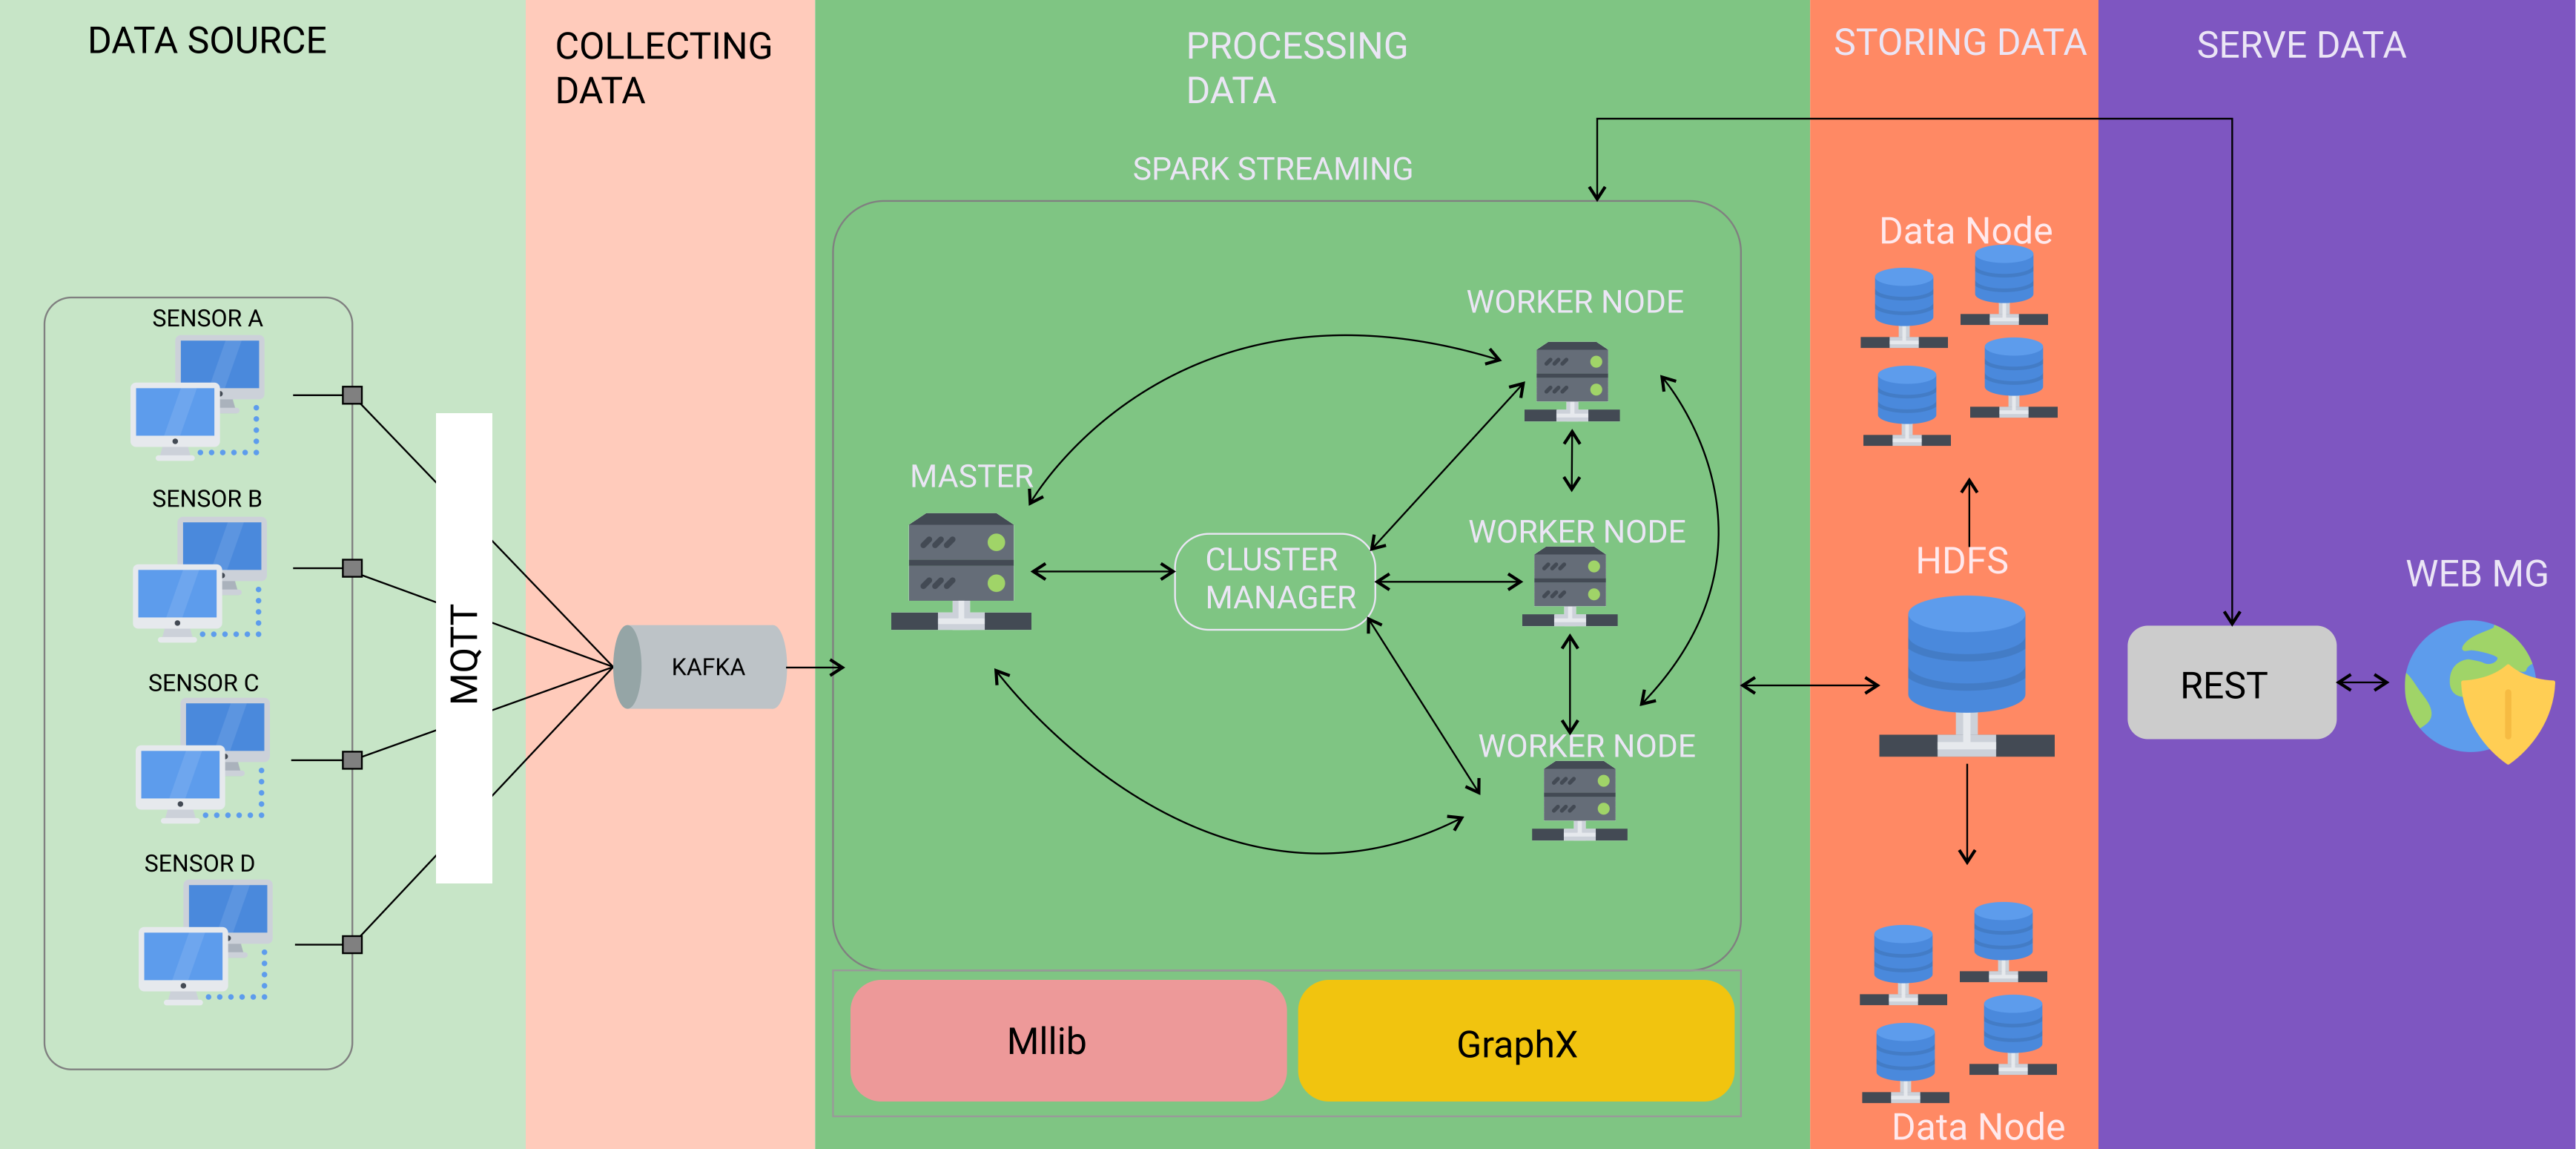 DATA SOURCE
COLLECTING
DATA
PROCESSING
DATA
STORING DATA
SERVE DATA
SENSOR A
SENSOR B
SENSOR C
SENSOR D
MQTT
KAFKA
SPARK STREAMING
MASTER
CLUSTER
MANAGER
WORKER NODE
WORKER NODE
WORKER NODE
Mllib
GraphX
Data Node
HDFS
Data Node
REST
WEB MG